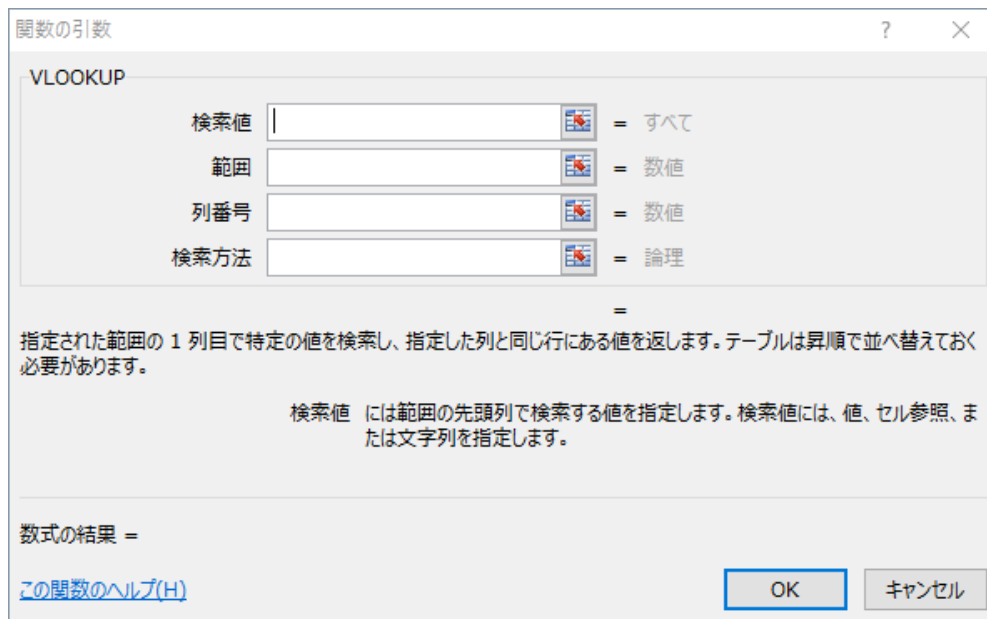 関数の引数 ? ×
VLOOKUP
検索値 = すべて
範囲 = 数値
列番号 = 数値
検索方法 = 論理
=
指定された範囲の 1 列目で特定の値を検索し、指定した列と同じ行にある値を返します。テーブルは昇順で並べ替えておく
必要があります。
検索値 には範囲の先頭列で検索する値を指定します。検索値には、値、セル参照、ま
たは文字列を指定します。
数式の結果 =
この関数のヘルプ(H) OK キャンセル